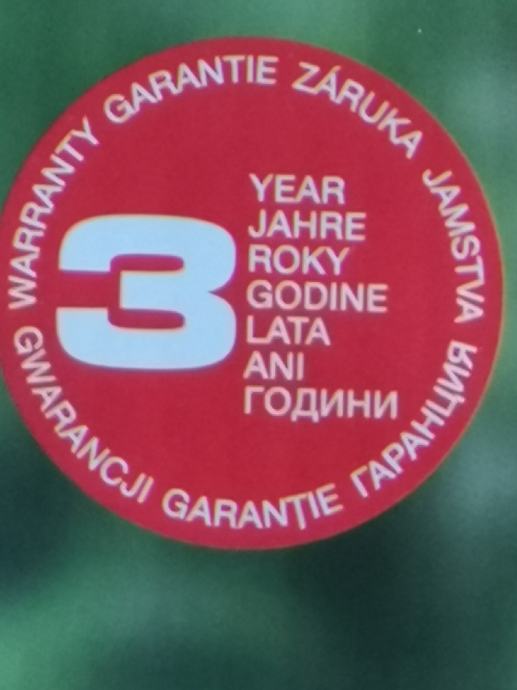 WARRANTY GARANTIE ZÁRUKA JAMSTVA ГАРАНЦИЯ GARANȚIE GWARANCJI
3
YEAR
JAHRE
ROKY
GODINE
LATA
ANI
ГОДИНИ